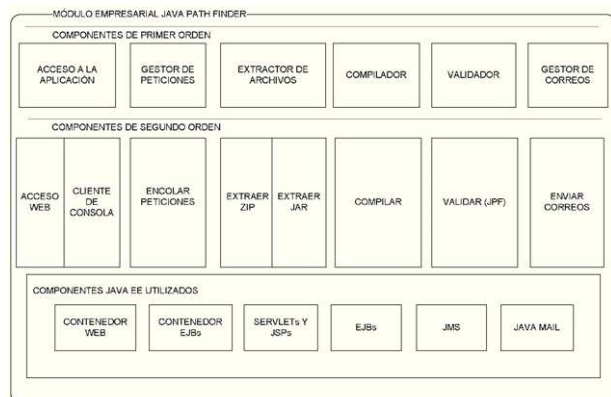 MÓDULO EMPRESARIAL JAVA PATH FINDER
COMPONENTES DE PRIMER ORDEN
ACCESO A LA
APLICACIÓN
GESTOR DE
PETICIONES
EXTRACTOR DE
ARCHIVOS
COMPILADOR
VALIDADOR
GESTOR DE
CORREOS
COMPONENTES DE SEGUNDO ORDEN
ACCESO
WEB
CLIENTE
DE
CONSOLA
ENCOLAR
PETICIONES
EXTRAER
ZIP
EXTRAER
JAR
COMPILAR
VALIDAR (JPF)
ENVIAR
CORREOS
COMPONENTES JAVA EE UTILIZADOS
CONTENEDOR
WEB
CONTENEDOR
EJBs
SERVLETs Y
JSPs
EJBs
JMS
JAVA MAIL